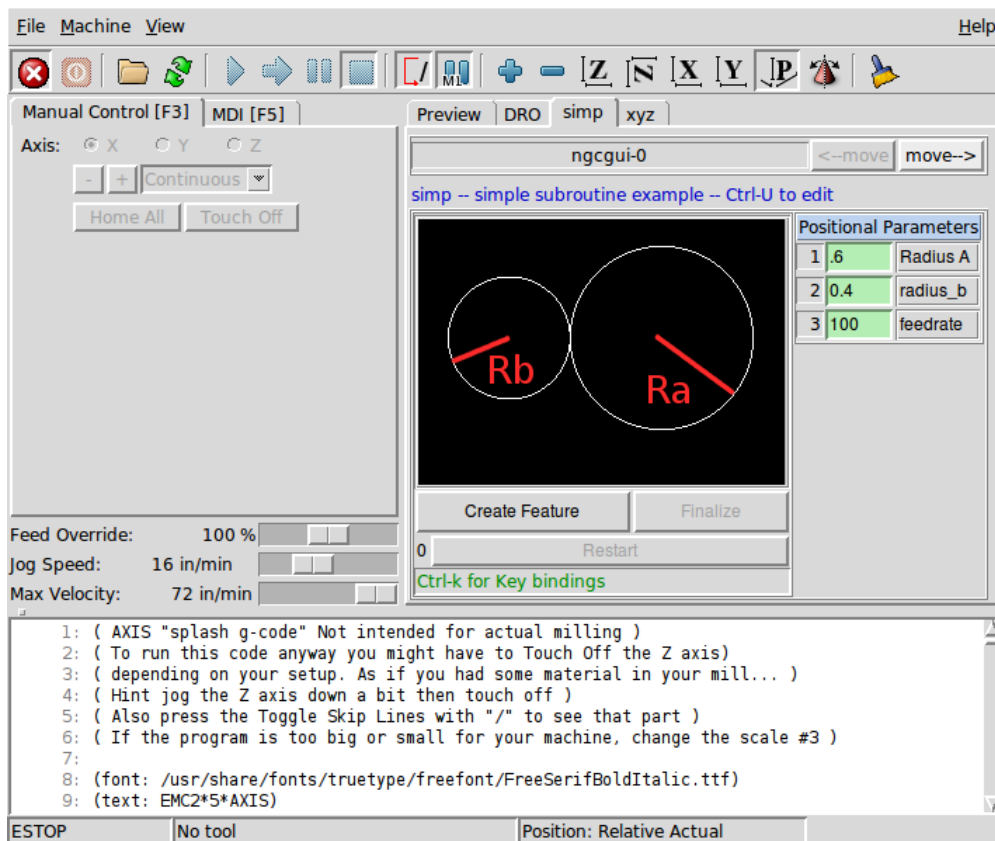 File Machine View Help
M1 Z N X Y P
Manual Control [F3] MDI [F5]
Axis: X Y Z
- + Continuous
Home All Touch Off
Feed Override: 100 %
Jog Speed: 16 in/min
Max Velocity: 72 in/min
Preview DRO simp xyz
ngcgui-0 <--move move-->
simp -- simple subroutine example -- Ctrl-U to edit
Rb Ra
Positional Parameters
1 .6 Radius A
2 0.4 radius_b
3 100 feedrate
Create Feature Finalize
0 Restart
Ctrl-k for Key bindings
1: ( AXIS "splash g-code" Not intended for actual milling )
2: ( To run this code anyway you might have to Touch Off the Z axis)
3: ( depending on your setup. As if you had some material in your mill... )
4: ( Hint jog the Z axis down a bit then touch off )
5: ( Also press the Toggle Skip Lines with "/" to see that part )
6: ( If the program is too big or small for your machine, change the scale #3 )
7:
8: (font: /usr/share/fonts/truetype/freefont/FreeSerifBoldItalic.ttf)
9: (text: EMC2*5*AXIS)
ESTOP No tool Position: Relative Actual